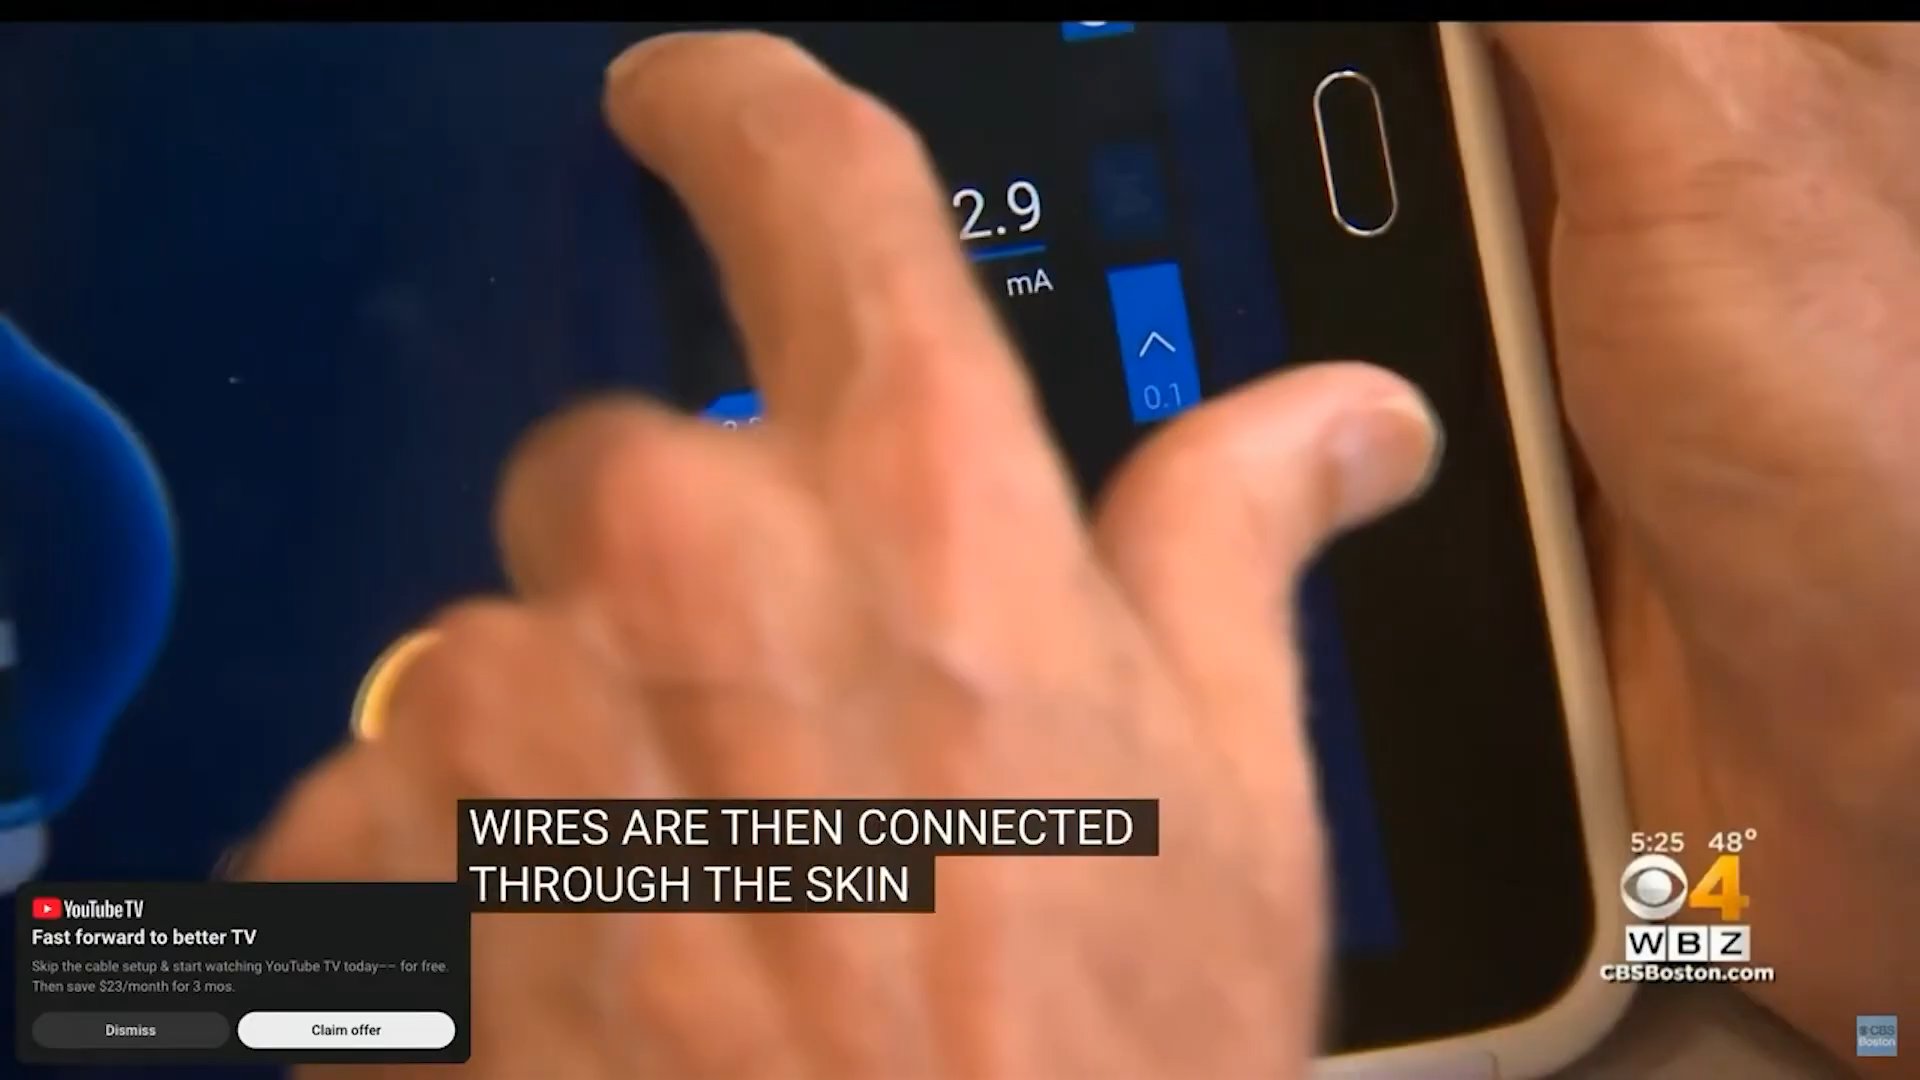 2.9
mA
0.1
WIRES ARE THEN CONNECTED
THROUGH THE SKIN
YouTube TV
Fast forward to better TV
Skip the cable setup & start watching YouTube TV today–– for free.
Then save $23/month for 3 mos.
Dismiss
Claim offer
5:25 48°
4
WBZ
CBSBoston.com
CBS
Boston